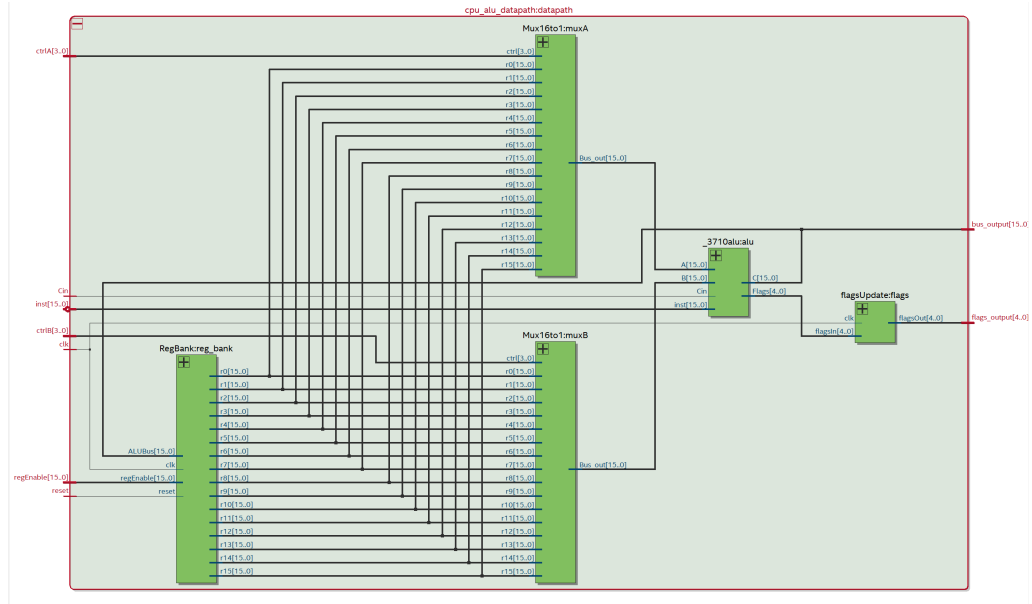 cpu_alu_datapath:datapath
Mux16to1:muxA
ctrlA[3..0]
ctrl[3..0]
r0[15..0]
r1[15..0]
r2[15..0]
r3[15..0]
r4[15..0]
r5[15..0]
r6[15..0]
r7[15..0]
Bus_out[15..0]
r8[15..0]
r9[15..0]
r10[15..0]
r11[15..0]
r12[15..0]
r13[15..0]
r14[15..0]
r15[15..0]
bus_output[15..0]
_3710alu:alu
A[15..0]
B[15..0]
Cin
inst[15..0]
C[15..0]
Flags[4..0]
flagsUpdate:flags
clk
flagsIn[4..0]
flagsOut[4..0]
flags_output[4..0]
Cin
inst[15..0]
ctrlB[3..0]
clk
RegBank:reg_bank
r0[15..0]
r1[15..0]
r2[15..0]
r3[15..0]
r4[15..0]
r5[15..0]
r6[15..0]
r7[15..0]
r8[15..0]
r9[15..0]
r10[15..0]
r11[15..0]
r12[15..0]
r13[15..0]
r14[15..0]
r15[15..0]
ALUBus[15..0]
clk
regEnable[15..0]
reset
regEnable[15..0]
reset
Mux16to1:muxB
ctrl[3..0]
r0[15..0]
r1[15..0]
r2[15..0]
r3[15..0]
r4[15..0]
r5[15..0]
r6[15..0]
r7[15..0]
Bus_out[15..0]
r8[15..0]
r9[15..0]
r10[15..0]
r11[15..0]
r12[15..0]
r13[15..0]
r14[15..0]
r15[15..0]